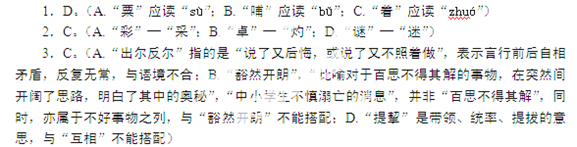 1. D。(A.“粟”应读“sù”；B.“哺”应读“bǔ”；C.“着”应读“zhuó”)
2. C。(A.“彩”—“采；B.“卓”—“灼”；D.“谜”—“迷”)
3. C。(A.“出尔反尔”指的是“说了又后悔，或说了又不照着做”，表示言行前后自相
矛盾，反复无常，与语境不合；B.“豁然开朗”，“比喻对于百思不得其解的事物，在突然间
开阔了思路，明白了其中的奥秘”，“中小学生不慎溺亡的消息”，并非“百思不得其解”，同
时，亦属于不好事物之列，与“豁然开朗”不能搭配；D.“提挈”是带领、统率、提拔的意
思，与“互相”不能搭配)